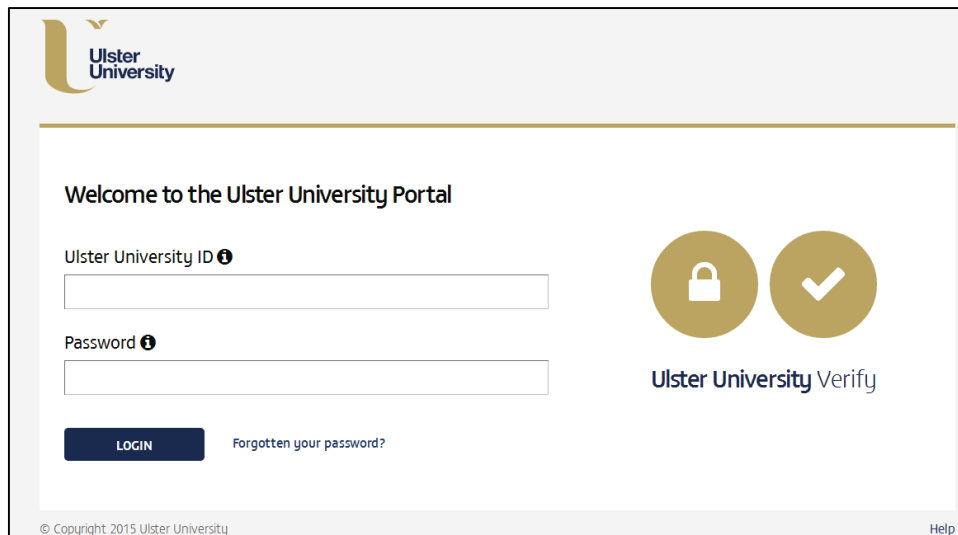 Ulster
University
Welcome to the Ulster University Portal
Ulster University ID
Password
LOGIN Forgotten your password?
Ulster University Verify
© Copyright 2015 Ulster University
Help